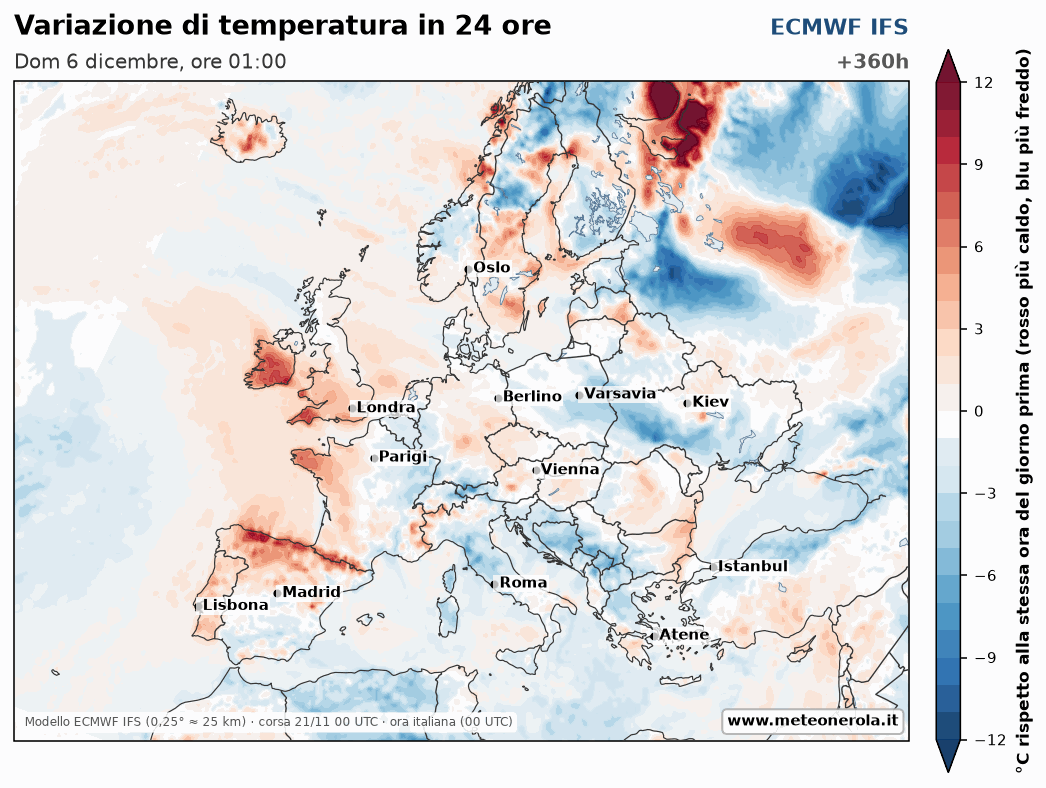 Variazione di temperatura in 24 ore
ECMWF IFS
Dom 6 dicembre, ore 01:00
+360h
Oslo
Londra
Berlino
Varsavia
Kiev
Parigi
Vienna
Istanbul
Roma
Madrid
Lisbona
Atene
Modello ECMWF IFS (0,25° ≈ 25 km) · corsa 21/11 00 UTC · ora italiana (00 UTC)
www.meteonerola.it
12
9
6
3
0
−3
−6
−9
−12
°C rispetto alla stessa ora del giorno prima (rosso più caldo, blu più freddo)